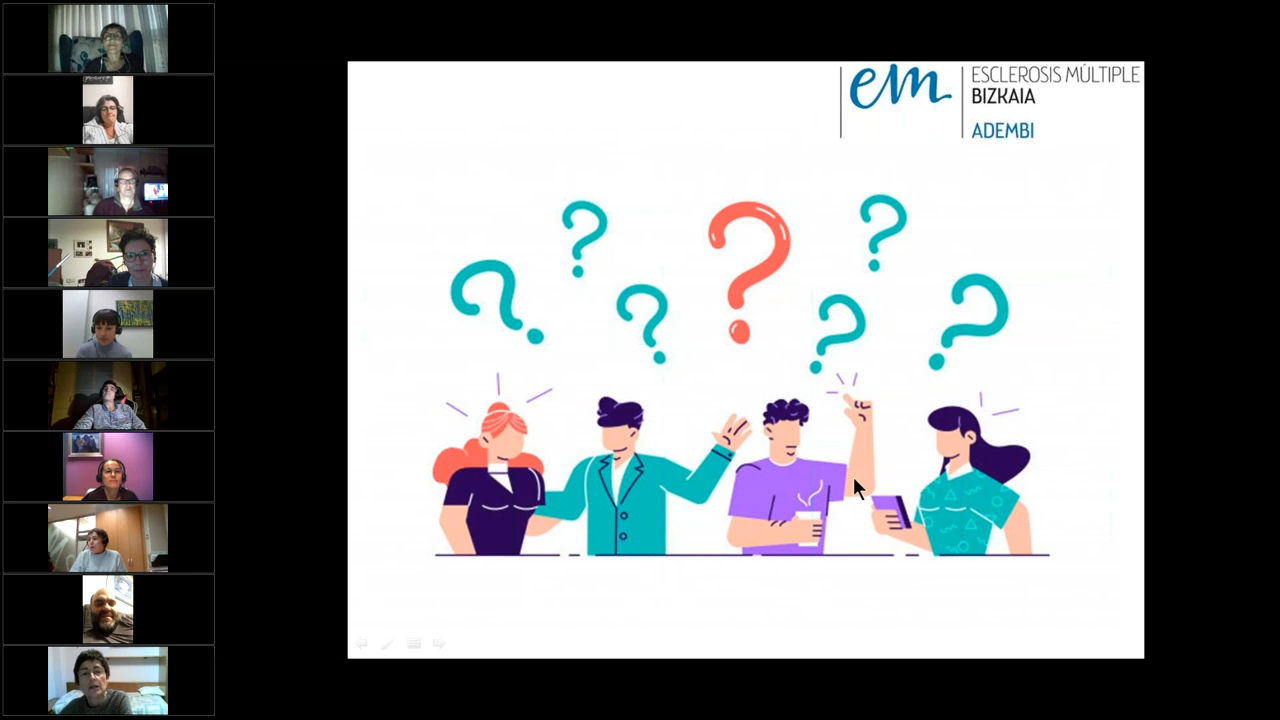 em
ESCLEROSIS MÚLTIPLE
BIZKAIA
ADEMBI
? ? ? ? ? ? ?